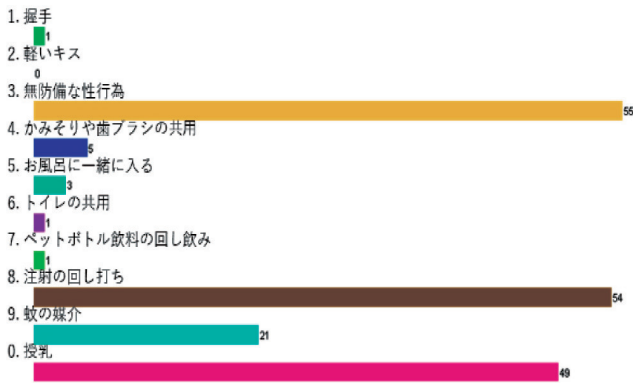 1. 握手
1
2. 軽いキス
0
3. 無防備な性行為
55
4. かみそりや歯ブラシの共用
5
5. お風呂に一緒に入る
3
6. トイレの共用
1
7. ペットボトル飲料の回し飲み
1
8. 注射の回し打ち
54
9. 蚊の媒介
21
0. 授乳
49